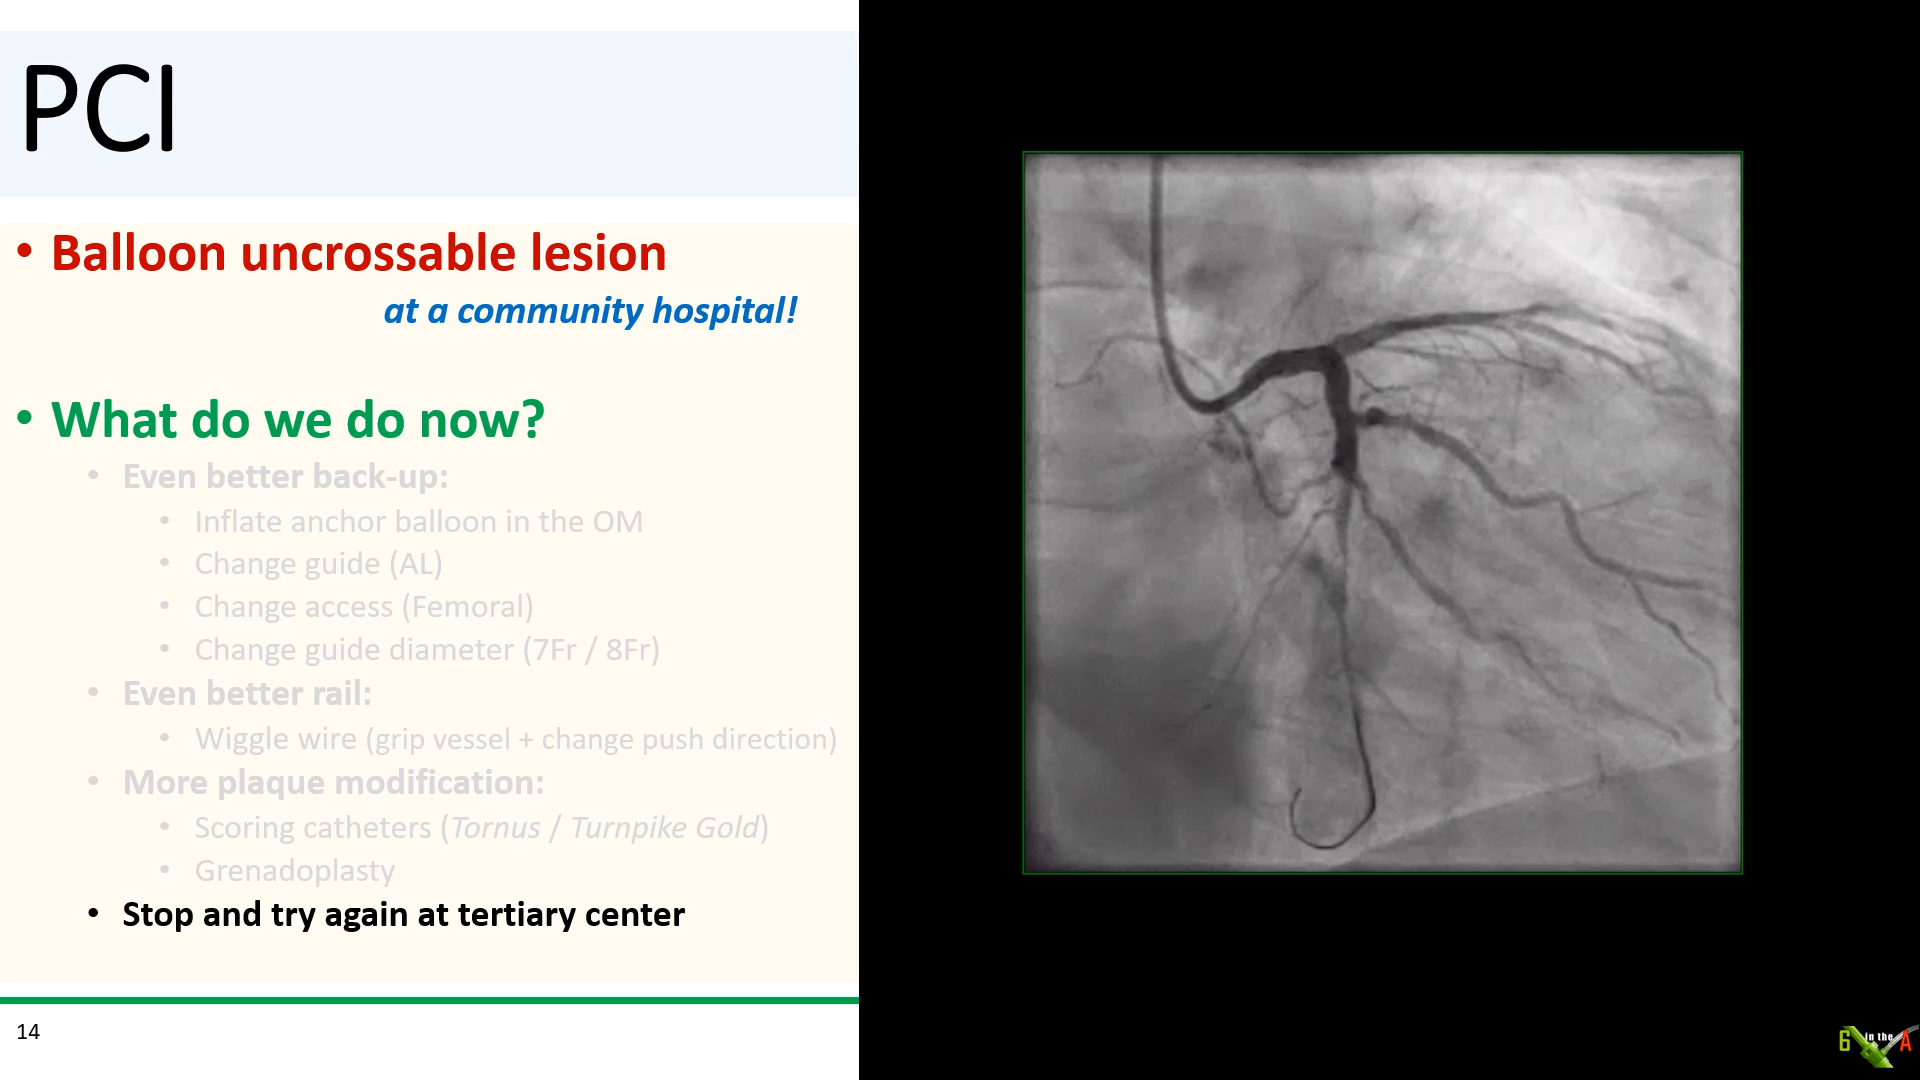 PCI
• Balloon uncrossable lesion
at a community hospital!
• What do we do now?
• Even better back-up:
• Inflate anchor balloon in the OM
• Change guide (AL)
• Change access (Femoral)
• Change guide diameter (7Fr / 8Fr)
• Even better rail:
• Wiggle wire (grip vessel + change push direction)
• More plaque modification:
• Scoring catheters (Tornus / Turnpike Gold)
• Grenadoplasty
• Stop and try again at tertiary center
14
6 in the A